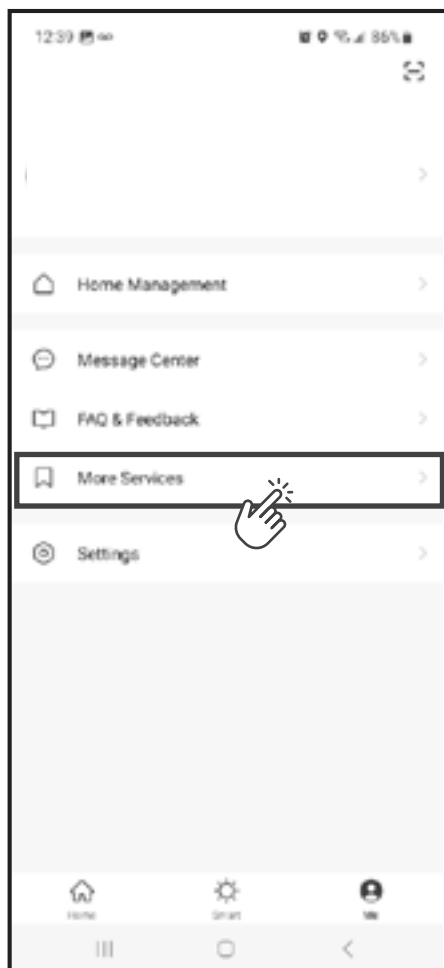 12:39
86%
Home Management
Message Center
FAQ & Feedback
More Services
Settings
Home
Smart
Me